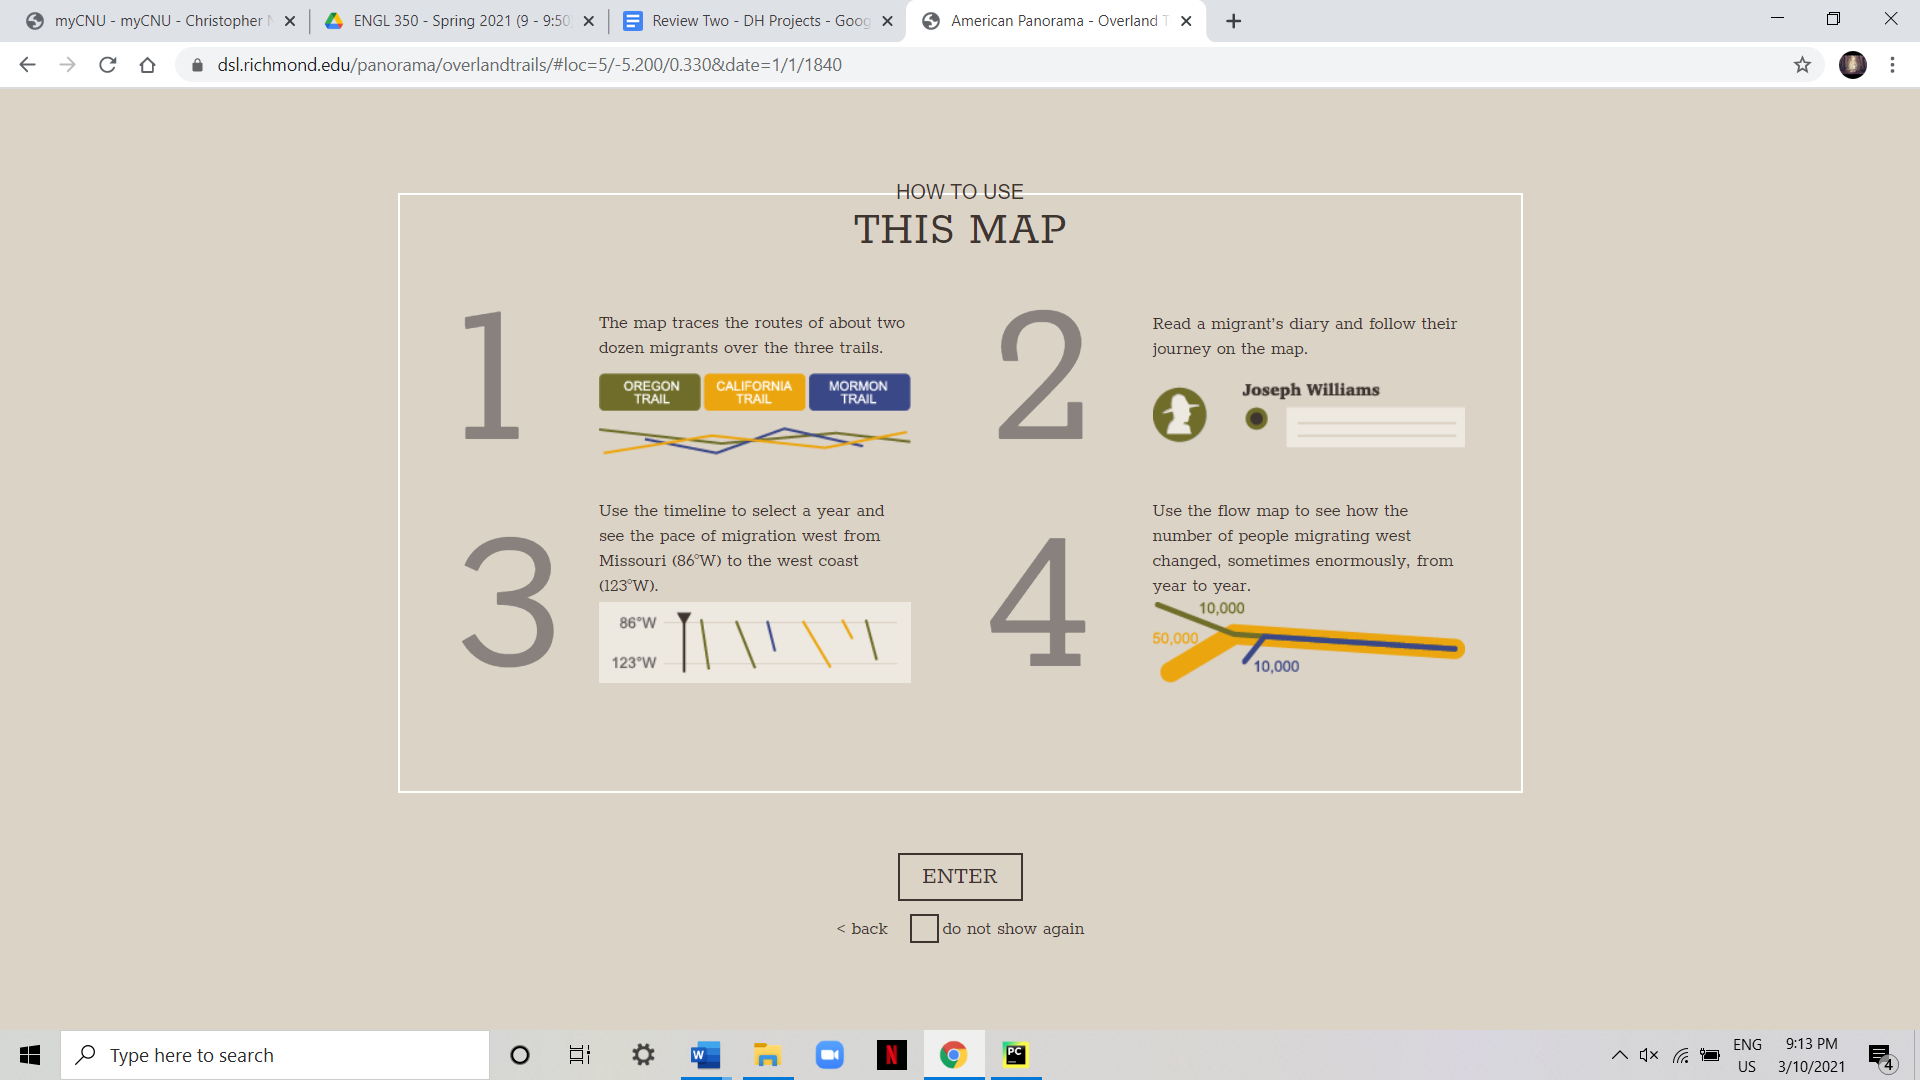 myCNU - myCNU - Christopher
ENGL 350 - Spring 2021 (9 - 9:50
Review Two - DH Projects - Goog
American Panorama - Overland T
dsl.richmond.edu/panorama/overlandtrails/#loc=5/-5.200/0.330&date=1/1/1840
HOW TO USE
THIS MAP
1
The map traces the routes of about two
dozen migrants over the three trails.
OREGON
TRAIL
CALIFORNIA
TRAIL
MORMON
TRAIL
2
Read a migrant's diary and follow their
journey on the map.
Joseph Williams
3
Use the timeline to select a year and
see the pace of migration west from
Missouri (86°W) to the west coast
(123°W).
86°W
123°W
4
Use the flow map to see how the
number of people migrating west
changed, sometimes enormously, from
year to year.
10,000
50,000
10,000
ENTER
< back
do not show again
Type here to search
W
N
PC
ENG
US
9:13 PM
3/10/2021
4